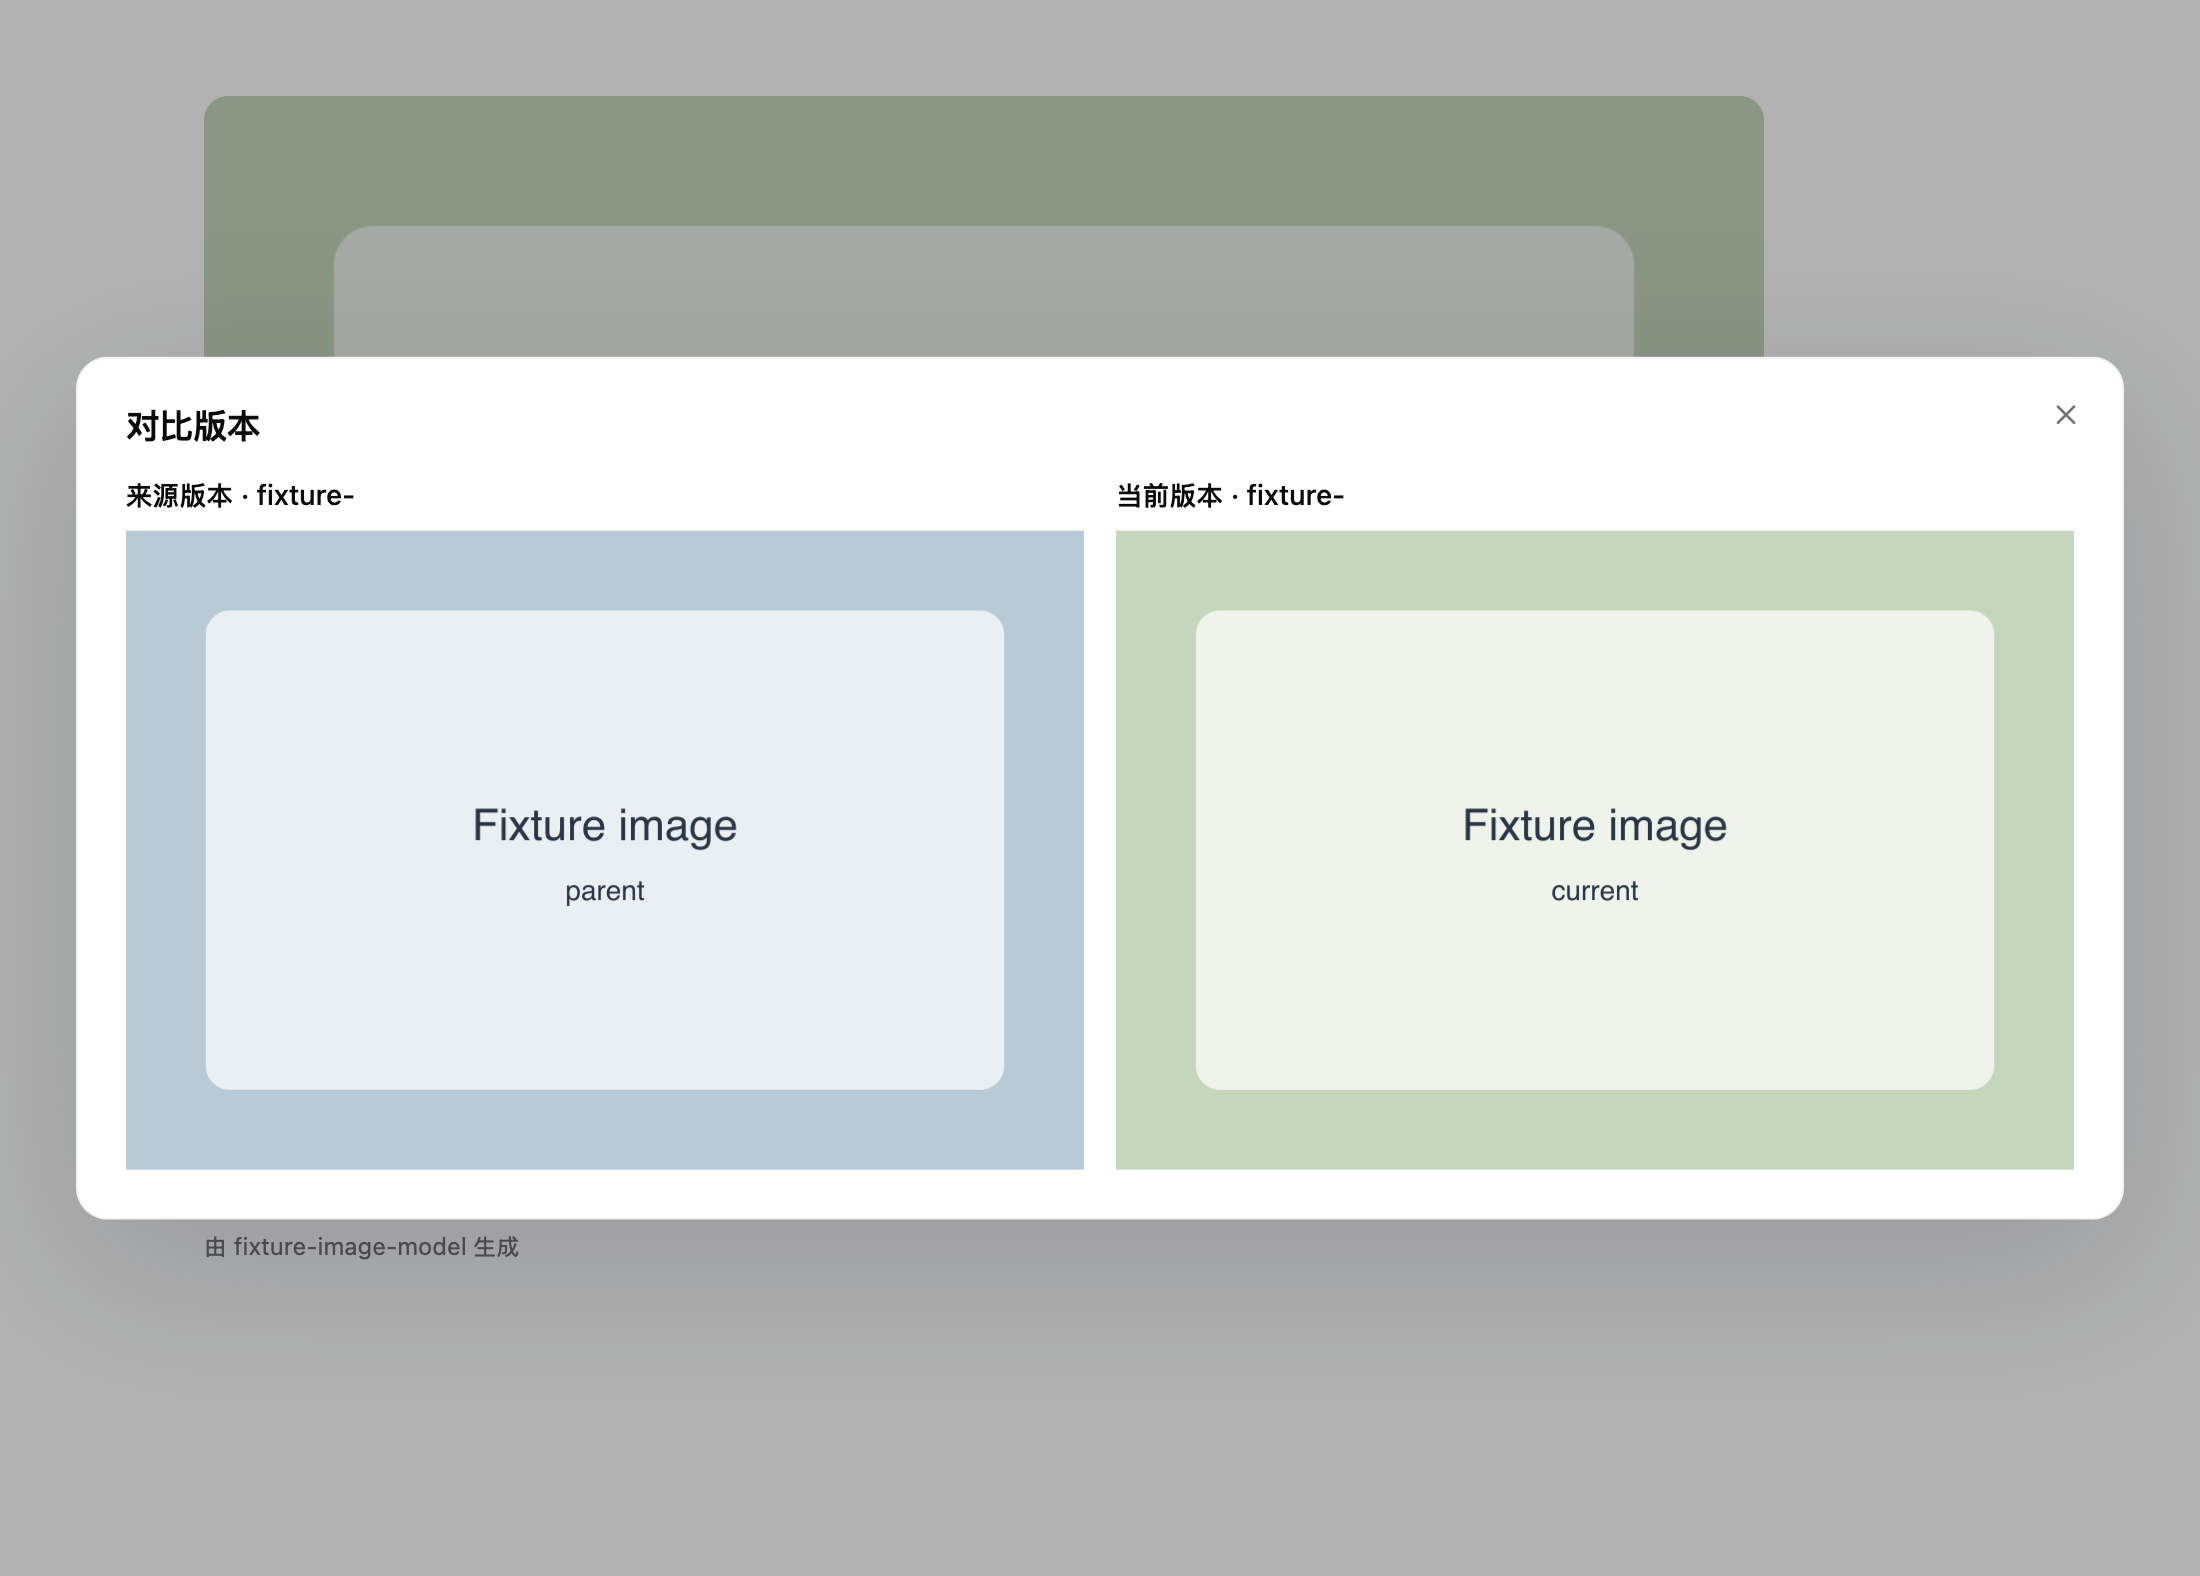 对比版本
来源版本 · fixture-
当前版本 · fixture-
Fixture image
parent
Fixture image
current
由 fixture-image-model 生成